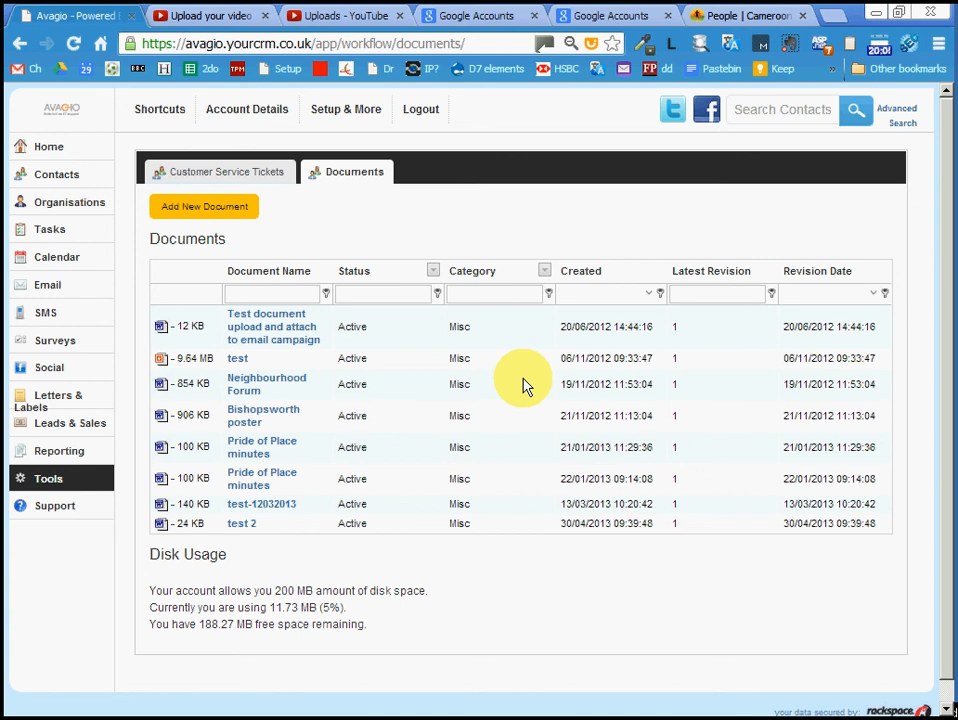 Avagio - Powered
Upload your video
Uploads - YouTube
Google Accounts
Google Accounts
People | Cameroon
https://avagio.yourcrm.co.uk/app/workflow/documents/
Ch
29
BBC
H
2do
TPM
Setup
Dr
IP?
D7 elements
HSBC
FP dd
Pastebin
Keep
»
Other bookmarks
AVAGIO
Shortcuts
Account Details
Setup & More
Logout
Search Contacts
Advanced
Search
Home
Contacts
Organisations
Tasks
Calendar
Email
SMS
Surveys
Social
Letters &
Labels
Leads & Sales
Reporting
Tools
Support
Customer Service Tickets
Documents
Add New Document
Documents
Document Name Status Category Created Latest Revision Revision Date
- 12 KB Test document upload and attach to email campaign Active Misc 20/06/2012 14:44:16 1 20/06/2012 14:44:16
- 9.64 MB test Active Misc 06/11/2012 09:33:47 1 06/11/2012 09:33:47
- 854 KB Neighbourhood Forum Active Misc 19/11/2012 11:53:04 1 19/11/2012 11:53:04
- 906 KB Bishopsworth poster Active Misc 21/11/2012 11:13:04 1 21/11/2012 11:13:04
- 100 KB Pride of Place minutes Active Misc 21/01/2013 11:29:36 1 21/01/2013 11:29:36
- 100 KB Pride of Place minutes Active Misc 22/01/2013 09:14:08 1 22/01/2013 09:14:08
- 140 KB test-12032013 Active Misc 13/03/2013 10:20:42 1 13/03/2013 10:20:42
- 24 KB test 2 Active Misc 30/04/2013 09:39:48 1 30/04/2013 09:39:48
Disk Usage
Your account allows you 200 MB amount of disk space.
Currently you are using 11.73 MB (5%).
You have 188.27 MB free space remaining.
your data secured by: rackspace